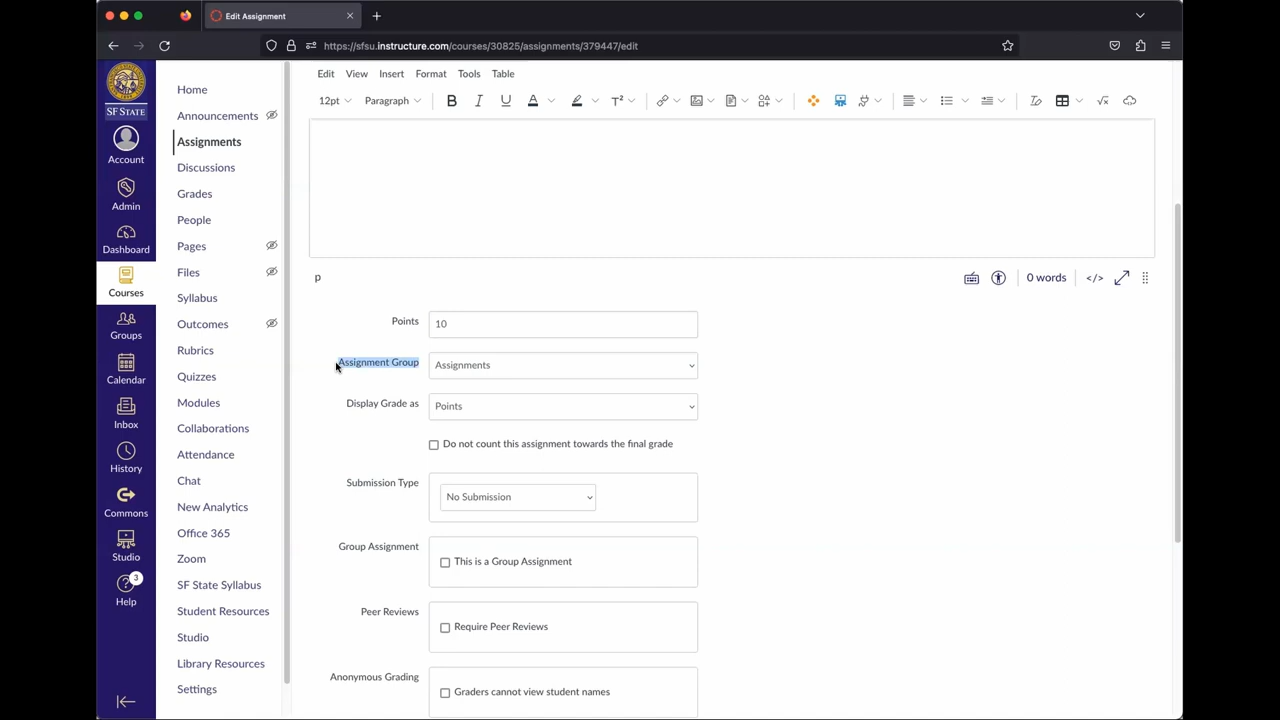 Edit Assignment
https://sfsu.instructure.com/courses/30825/assignments/379447/edit
SF STATE
Account
Admin
Dashboard
Courses
Groups
Calendar
Inbox
History
Commons
Studio
3
Help
Home
Announcements
Assignments
Discussions
Grades
People
Pages
Files
Syllabus
Outcomes
Rubrics
Quizzes
Modules
Collaborations
Attendance
Chat
New Analytics
Office 365
Zoom
SF State Syllabus
Student Resources
Studio
Library Resources
Settings
Edit View Insert Format Tools Table
12pt Paragraph B I U A T²
p 0 words </>
Points 10
Assignment Group Assignments
Display Grade as Points
Do not count this assignment towards the final grade
Submission Type No Submission
Group Assignment This is a Group Assignment
Peer Reviews Require Peer Reviews
Anonymous Grading Graders cannot view student names